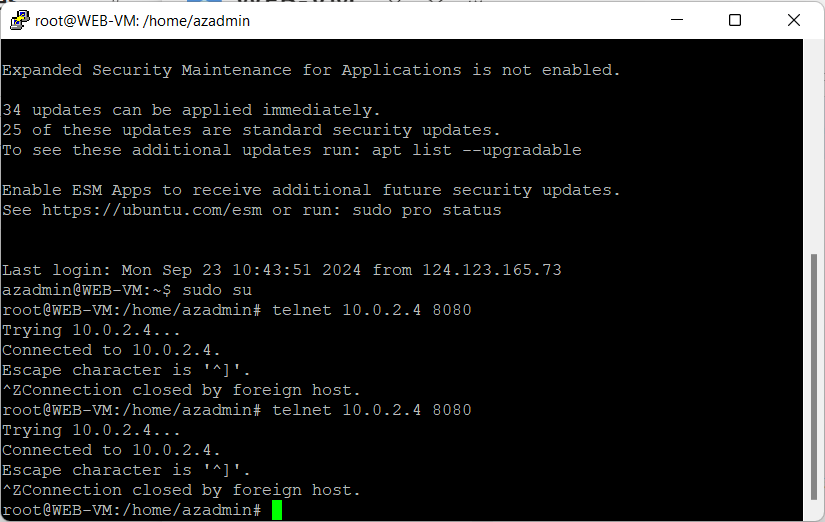 root@WEB-VM: /home/azadmin
Expanded Security Maintenance for Applications is not enabled.
34 updates can be applied immediately.
25 of these updates are standard security updates.
To see these additional updates run: apt list --upgradable
Enable ESM Apps to receive additional future security updates.
See https://ubuntu.com/esm or run: sudo pro status
Last login: Mon Sep 23 10:43:51 2024 from 124.123.165.73
azadmin@WEB-VM:~$ sudo su
root@WEB-VM:/home/azadmin# telnet 10.0.2.4 8080
Trying 10.0.2.4...
Connected to 10.0.2.4.
Escape character is '^]'.
^ZConnection closed by foreign host.
root@WEB-VM:/home/azadmin# telnet 10.0.2.4 8080
Trying 10.0.2.4...
Connected to 10.0.2.4.
Escape character is '^]'.
^ZConnection closed by foreign host.
root@WEB-VM:/home/azadmin#